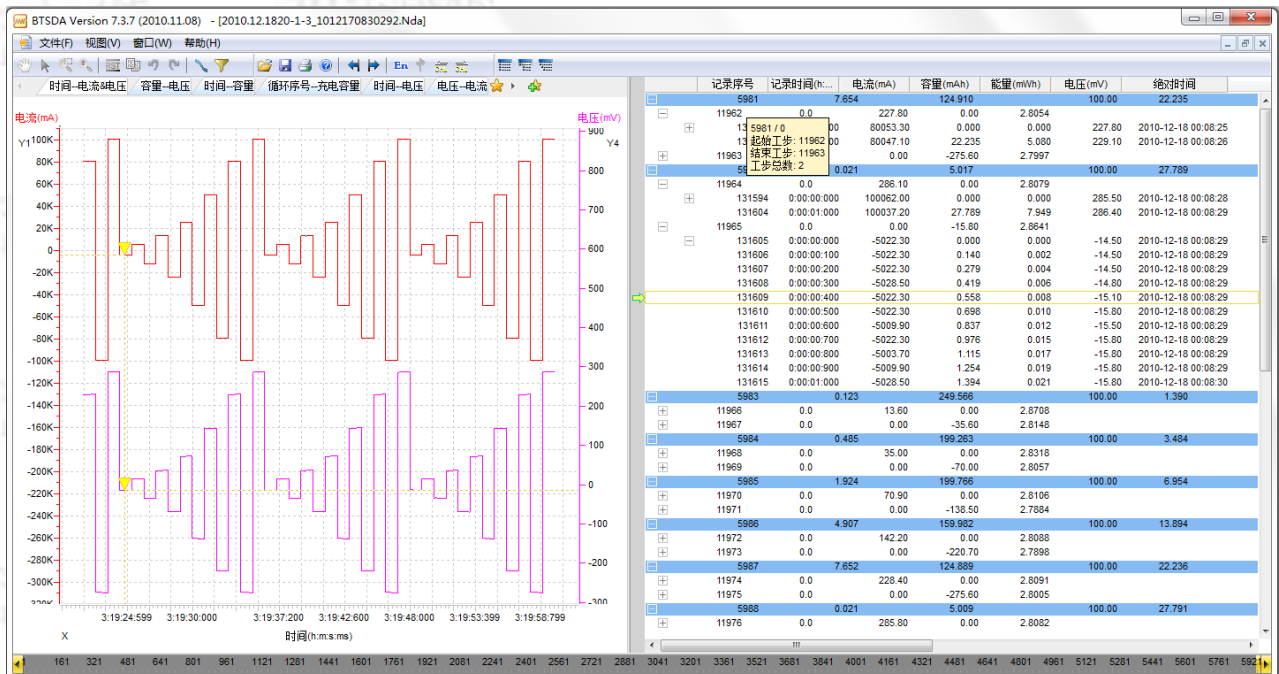 BTSDA Version 7.3.7 (2010.11.08) - [2010.12.1820-1-3_1012170830292.Nda]
文件(F) 视图(V) 窗口(W) 帮助(H)
En
时间--电流&电压 容量--电压 时间--容量 循环序号--充电容量 时间--电压 电压--电流
电流(mA) 电压(mV)
Y1 Y4
100K
80K
60K
40K
20K
0
-20K
-40K
-60K
-80K
-100K
-120K
-140K
-160K
-180K
-200K
-220K
-240K
-260K
-280K
-300K
-320K
900
800
700
600
500
400
300
200
100
0
-100
-200
-300
3:19:24:599 3:19:30:000 3:19:37:200 3:19:42:600 3:19:48:000 3:19:53:399 3:19:58:799
X 时间(h:m:s:ms)
记录序号 记录时间(h:... 电流(mA) 容量(mAh) 能量(mWh) 电压(mV) 绝对时间
5981 7.654 124.910 100.00 22.235
11962 0.0 227.80 0.00 2.8054
13 00 80053.30 0.000 0.000 227.80 2010-12-18 00:08:25
13 00 80047.10 22.235 5.080 229.10 2010-12-18 00:08:26
11963 0.00 -275.60 2.7997
5981 / 0
起始工步: 11962
结束工步: 11963
工步总数: 2
59 0.021 5.017 100.00 27.789
11964 0.0 286.10 0.00 2.8079
131594 0:00:00:000 100062.00 0.000 0.000 285.50 2010-12-18 00:08:28
131604 0:00:01:000 100037.20 27.789 7.949 286.40 2010-12-18 00:08:29
11965 0.0 0.00 -15.80 2.8641
131605 0:00:00:000 -5022.30 0.000 0.000 -14.50 2010-12-18 00:08:29
131606 0:00:00:100 -5022.30 0.140 0.002 -14.50 2010-12-18 00:08:29
131607 0:00:00:200 -5022.30 0.279 0.004 -14.50 2010-12-18 00:08:29
131608 0:00:00:300 -5028.50 0.419 0.006 -14.80 2010-12-18 00:08:29
131609 0:00:00:400 -5022.30 0.558 0.008 -15.10 2010-12-18 00:08:29
131610 0:00:00:500 -5022.30 0.698 0.010 -15.80 2010-12-18 00:08:29
131611 0:00:00:600 -5009.90 0.837 0.012 -15.50 2010-12-18 00:08:29
131612 0:00:00:700 -5022.30 0.976 0.015 -15.80 2010-12-18 00:08:29
131613 0:00:00:800 -5003.70 1.115 0.017 -15.80 2010-12-18 00:08:29
131614 0:00:00:900 -5009.90 1.254 0.019 -15.80 2010-12-18 00:08:29
131615 0:00:01:000 -5028.50 1.394 0.021 -15.80 2010-12-18 00:08:30
5983 0.123 249.566 100.00 1.390
11966 0.0 13.60 0.00 2.8708
11967 0.0 0.00 -35.60 2.8148
5984 0.485 199.263 100.00 3.484
11968 0.0 35.00 0.00 2.8318
11969 0.0 0.00 -70.00 2.8057
5985 1.924 199.766 100.00 6.954
11970 0.0 70.90 0.00 2.8106
11971 0.0 0.00 -138.50 2.7884
5986 4.907 159.982 100.00 13.894
11972 0.0 142.20 0.00 2.8088
11973 0.0 0.00 -220.70 2.7898
5987 7.652 124.889 100.00 22.236
11974 0.0 228.40 0.00 2.8091
11975 0.0 0.00 -275.60 2.8005
5988 0.021 5.009 100.00 27.791
11976 0.0 285.80 0.00 2.8082
1 161 321 481 641 801 961 1121 1281 1441 1601 1761 1921 2081 2241 2401 2561 2721 2881 3041 3201 3361 3521 3681 3841 4001 4161 4321 4481 4641 4801 4961 5121 5281 5441 5601 5761 5921